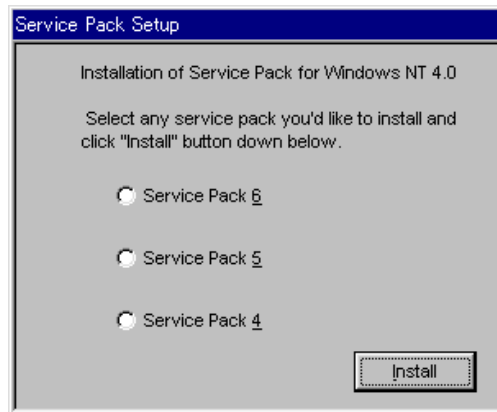 Service Pack Setup
Installation of Service Pack for Windows NT 4.0
Select any service pack you'd like to install and
click "Install" button down below.
Service Pack 6
Service Pack 5
Service Pack 4
Install